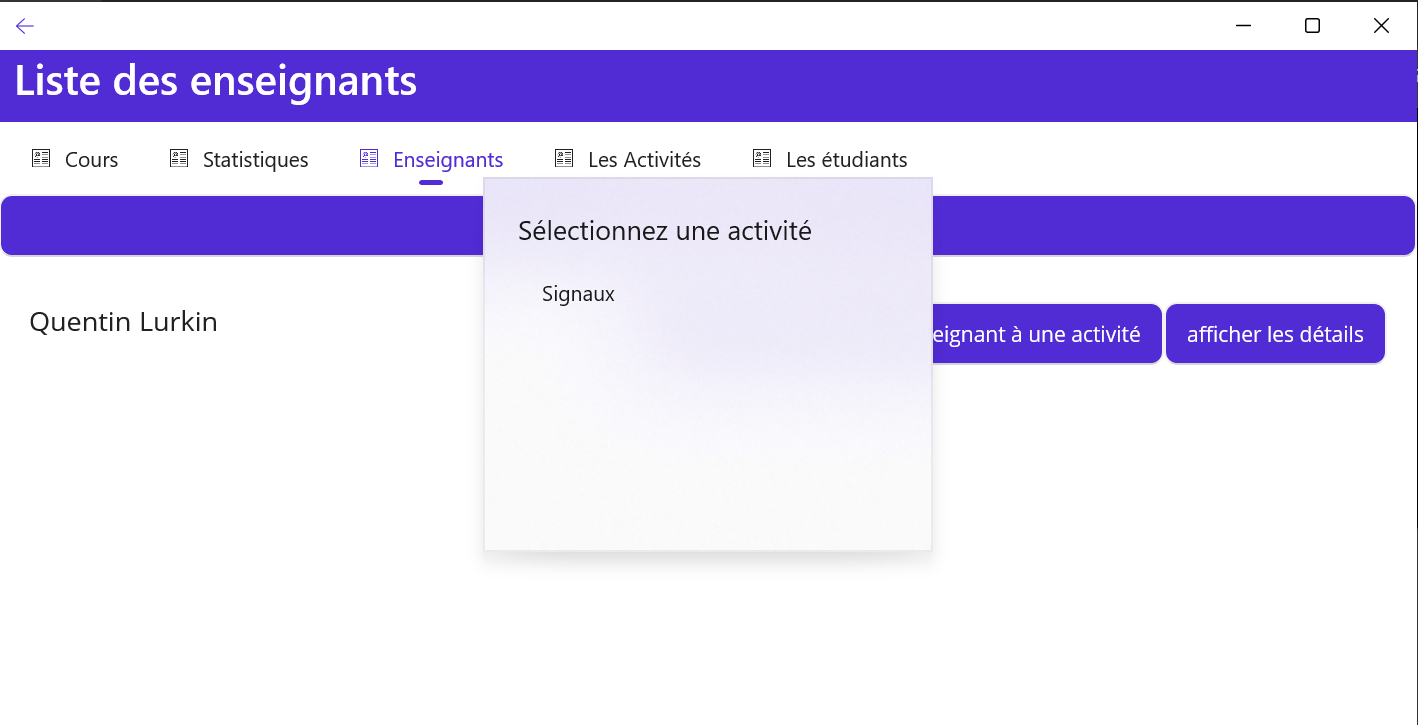 Liste des enseignants
Cours
Statistiques
Enseignants
Les Activités
Les étudiants
Sélectionnez une activité
Signaux
Quentin Lurkin
à une activité
afficher les détails